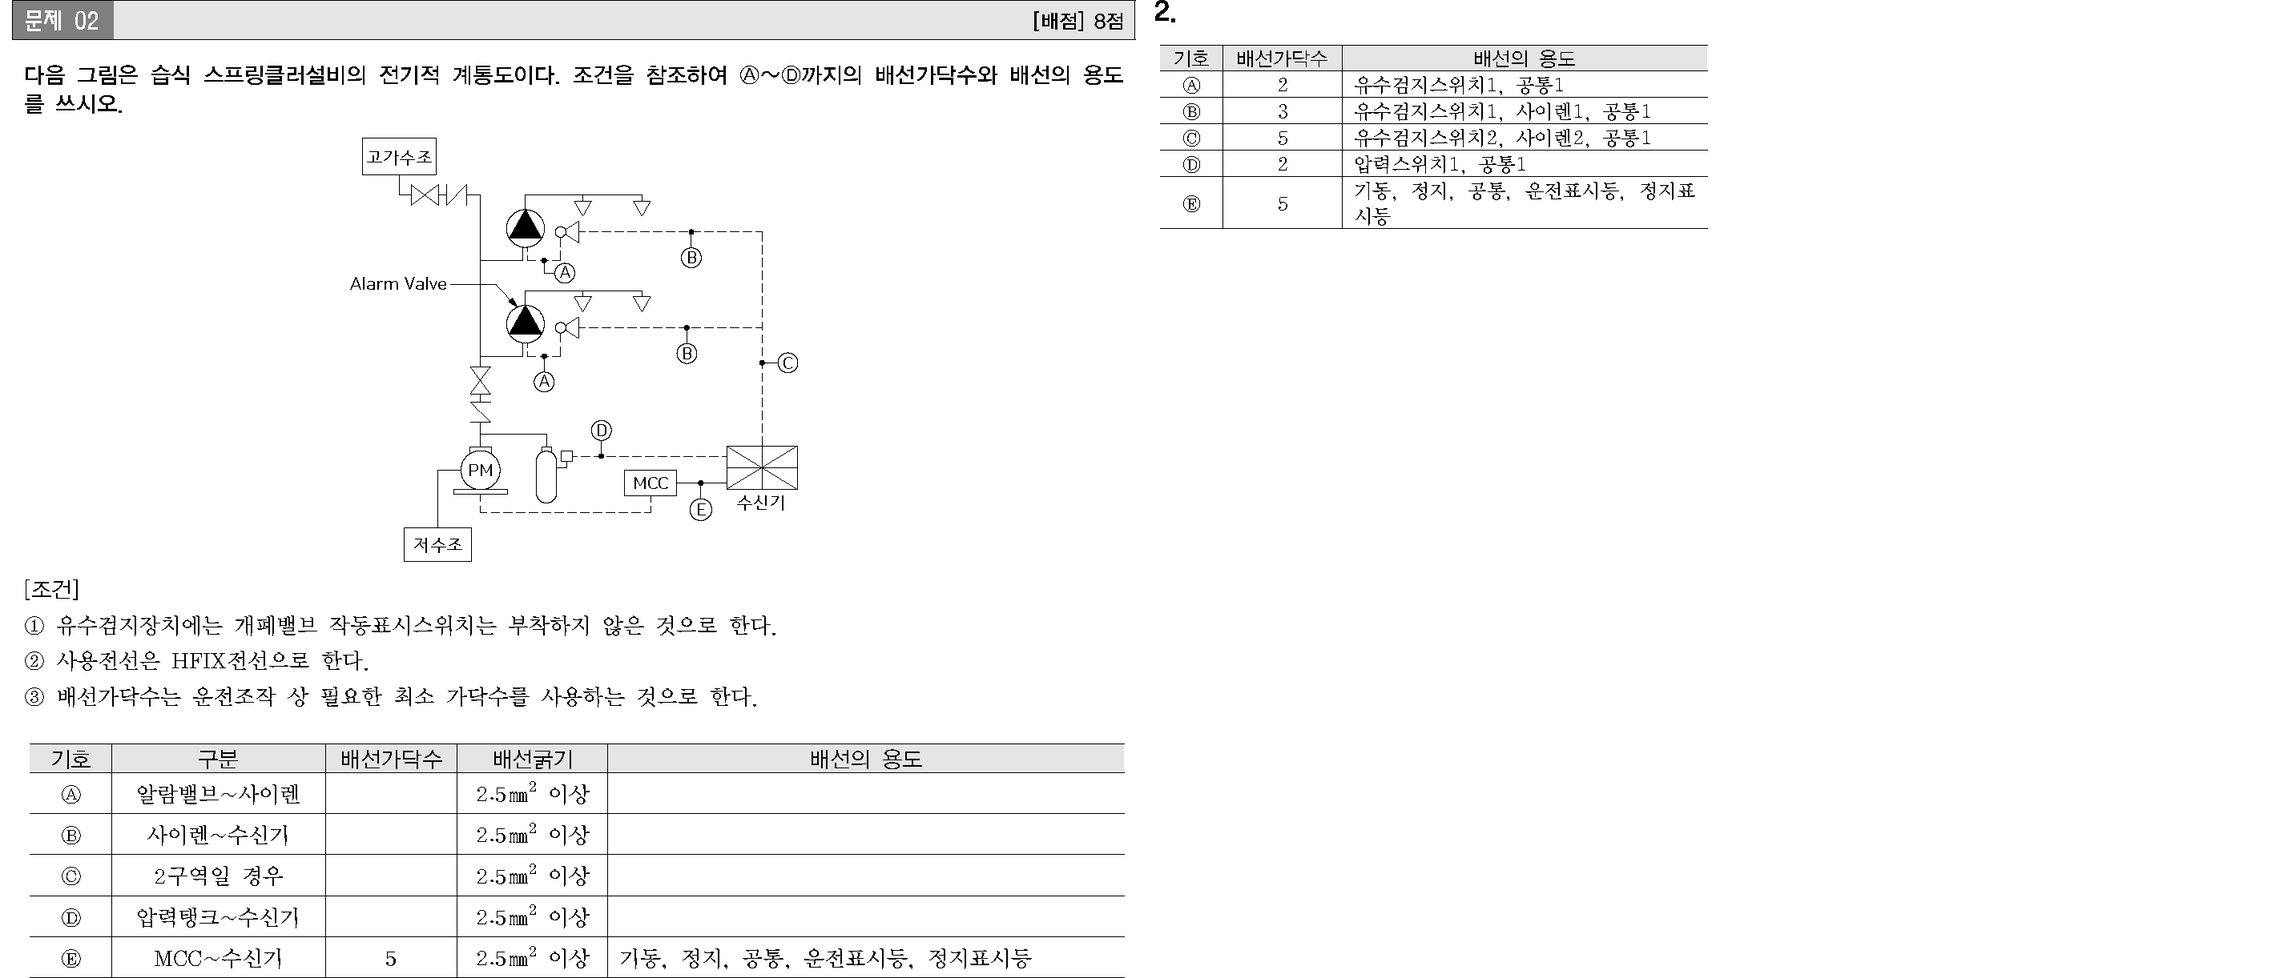 문제 02
[배점] 8점
다음 그림은 습식 스프링클러설비의 전기적 계통도이다. 조건을 참조하여 Ⓐ~Ⓓ까지의 배선가닥수와 배선의 용도
를 쓰시오.
고가수조
B
A
Alarm Valve
B
C
A
D
PM
MCC
E
수신기
저수조
[조건]
① 유수검지장치에는 개폐밸브 작동표시스위치는 부착하지 않은 것으로 한다.
② 사용전선은 HFIX전선으로 한다.
③ 배선가닥수는 운전조작 상 필요한 최소 가닥수를 사용하는 것으로 한다.
기호 구분 배선가닥수 배선굵기 배선의 용도
Ⓐ 알람밸브~사이렌 2.5㎟ 이상
Ⓑ 사이렌~수신기 2.5㎟ 이상
Ⓒ 2구역일 경우 2.5㎟ 이상
Ⓓ 압력탱크~수신기 2.5㎟ 이상
Ⓔ MCC~수신기 5 2.5㎟ 이상 기동, 정지, 공통, 운전표시등, 정지표시등
2.
기호 배선가닥수 배선의 용도
Ⓐ 2 유수검지스위치1, 공통1
Ⓑ 3 유수검지스위치1, 사이렌1, 공통1
Ⓒ 5 유수검지스위치2, 사이렌2, 공통1
Ⓓ 2 압력스위치1, 공통1
Ⓔ 5 기동, 정지, 공통, 운전표시등, 정지표
시등